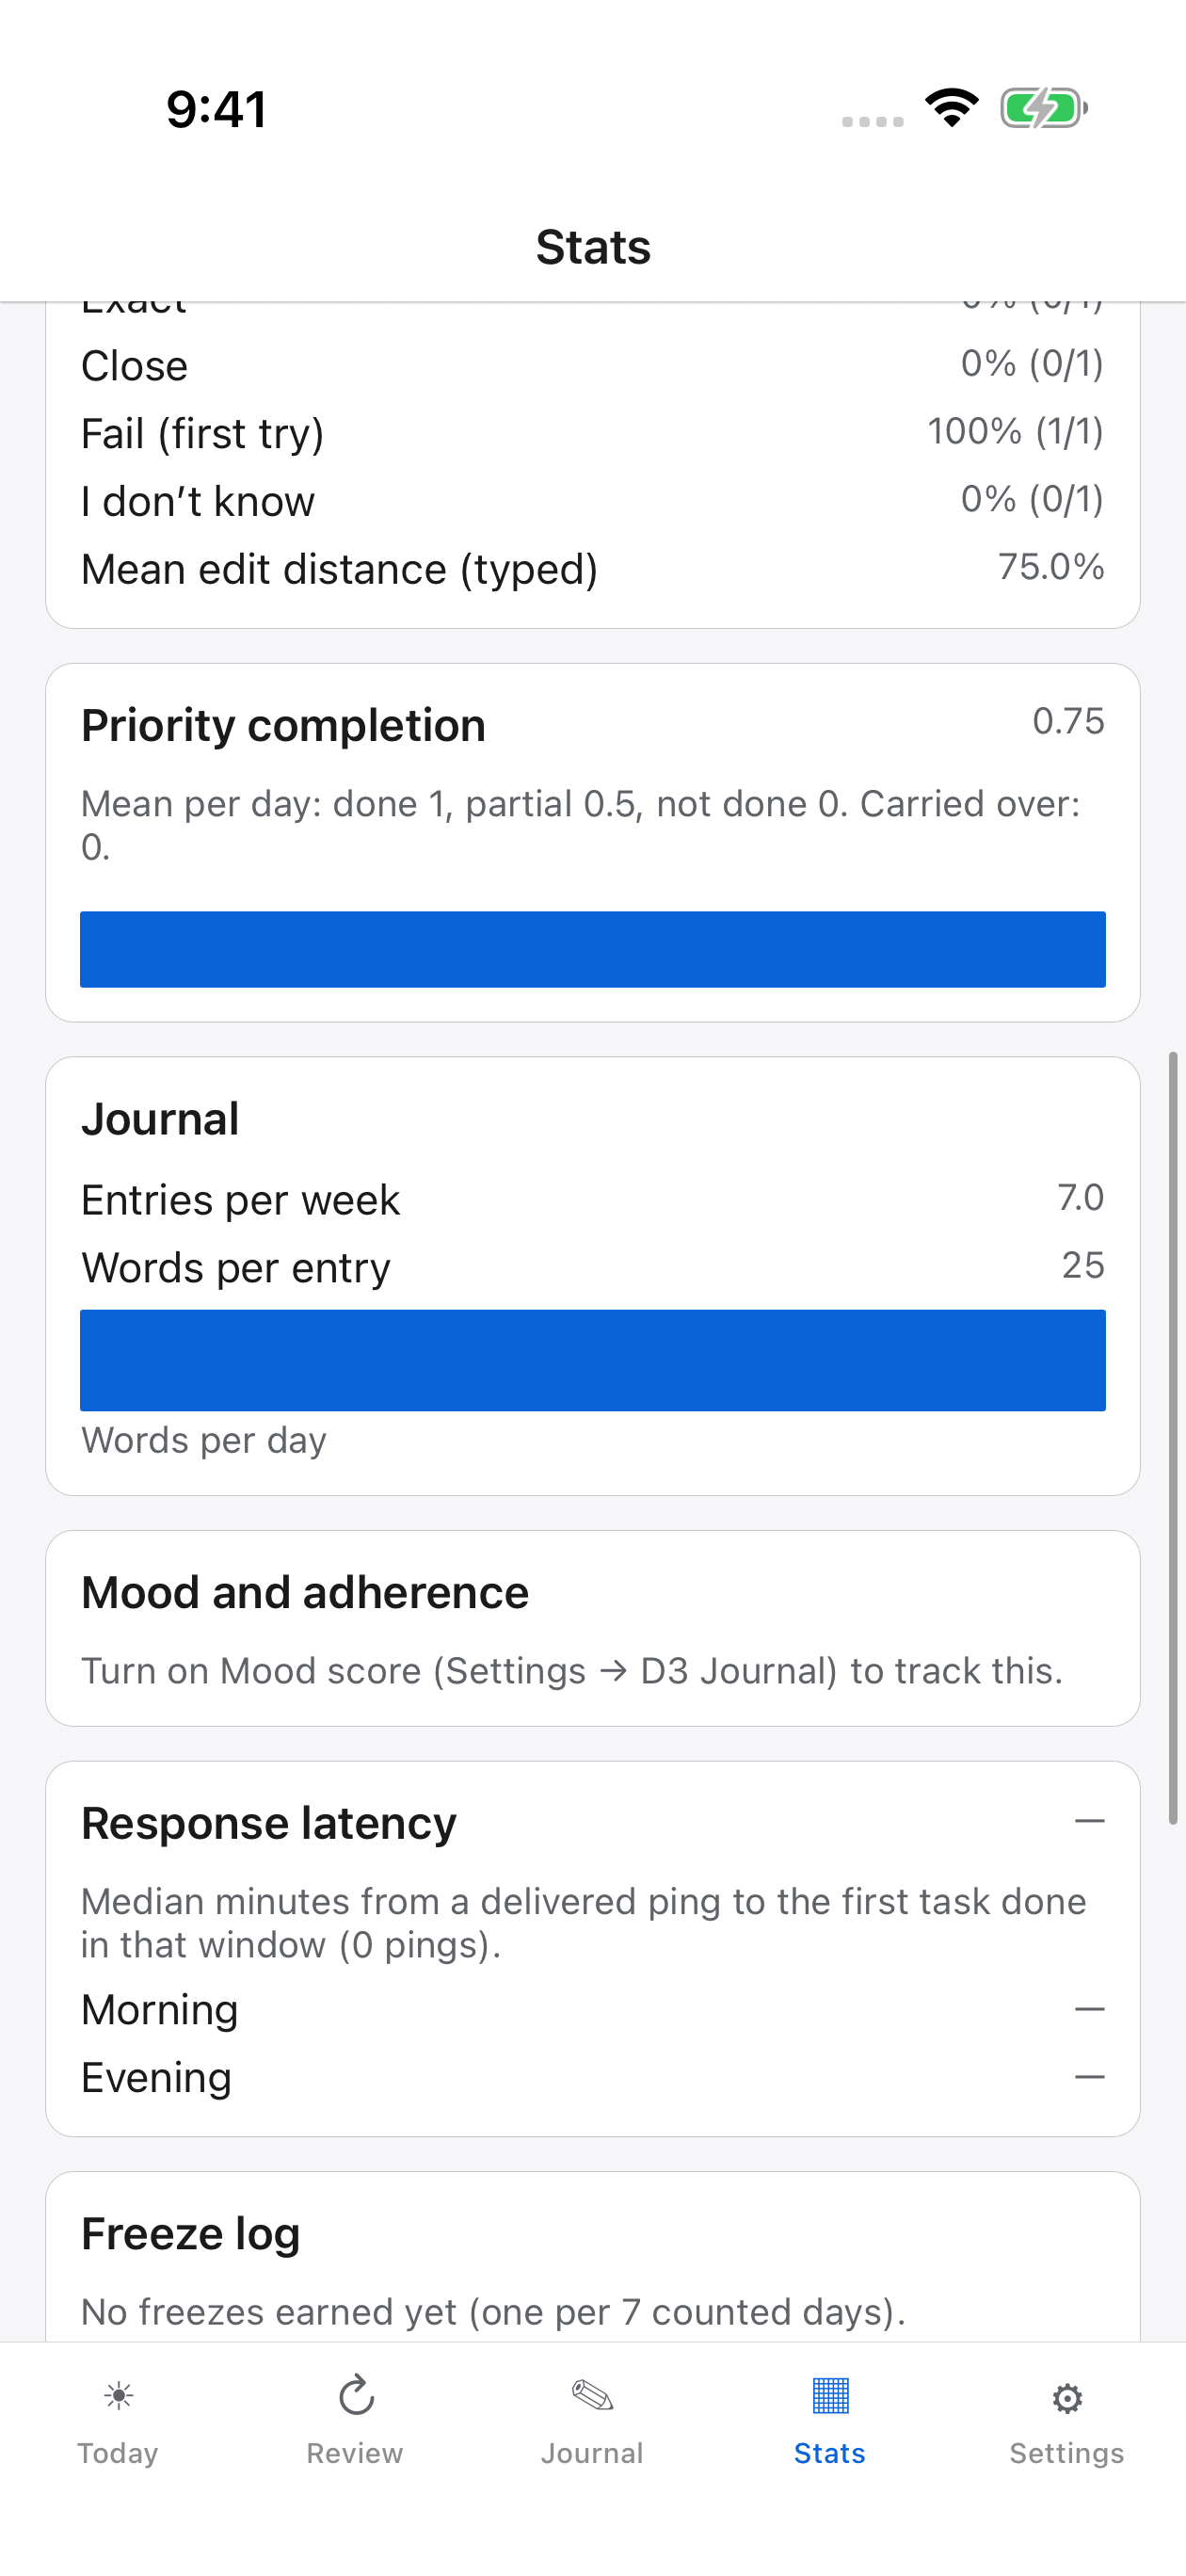 9:41
Stats
Exact 0% (0/1)
Close 0% (0/1)
Fail (first try) 100% (1/1)
I don’t know 0% (0/1)
Mean edit distance (typed) 75.0%
Priority completion 0.75
Mean per day: done 1, partial 0.5, not done 0. Carried over:
0.
Journal
Entries per week 7.0
Words per entry 25
Words per day
Mood and adherence
Turn on Mood score (Settings → D3 Journal) to track this.
Response latency —
Median minutes from a delivered ping to the first task done
in that window (0 pings).
Morning —
Evening —
Freeze log
No freezes earned yet (one per 7 counted days).
Today Review Journal Stats Settings